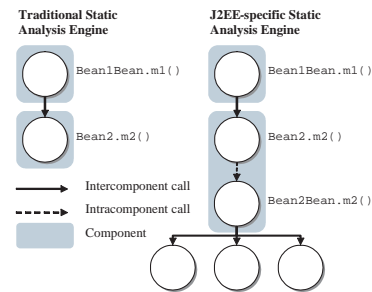 Traditional Static
Analysis Engine
J2EE-specific Static
Analysis Engine
Bean1Bean.m1()
Bean1Bean.m1()
Bean2.m2()
Bean2.m2()
Bean2Bean.m2()
Intercomponent call
Intracomponent call
Component